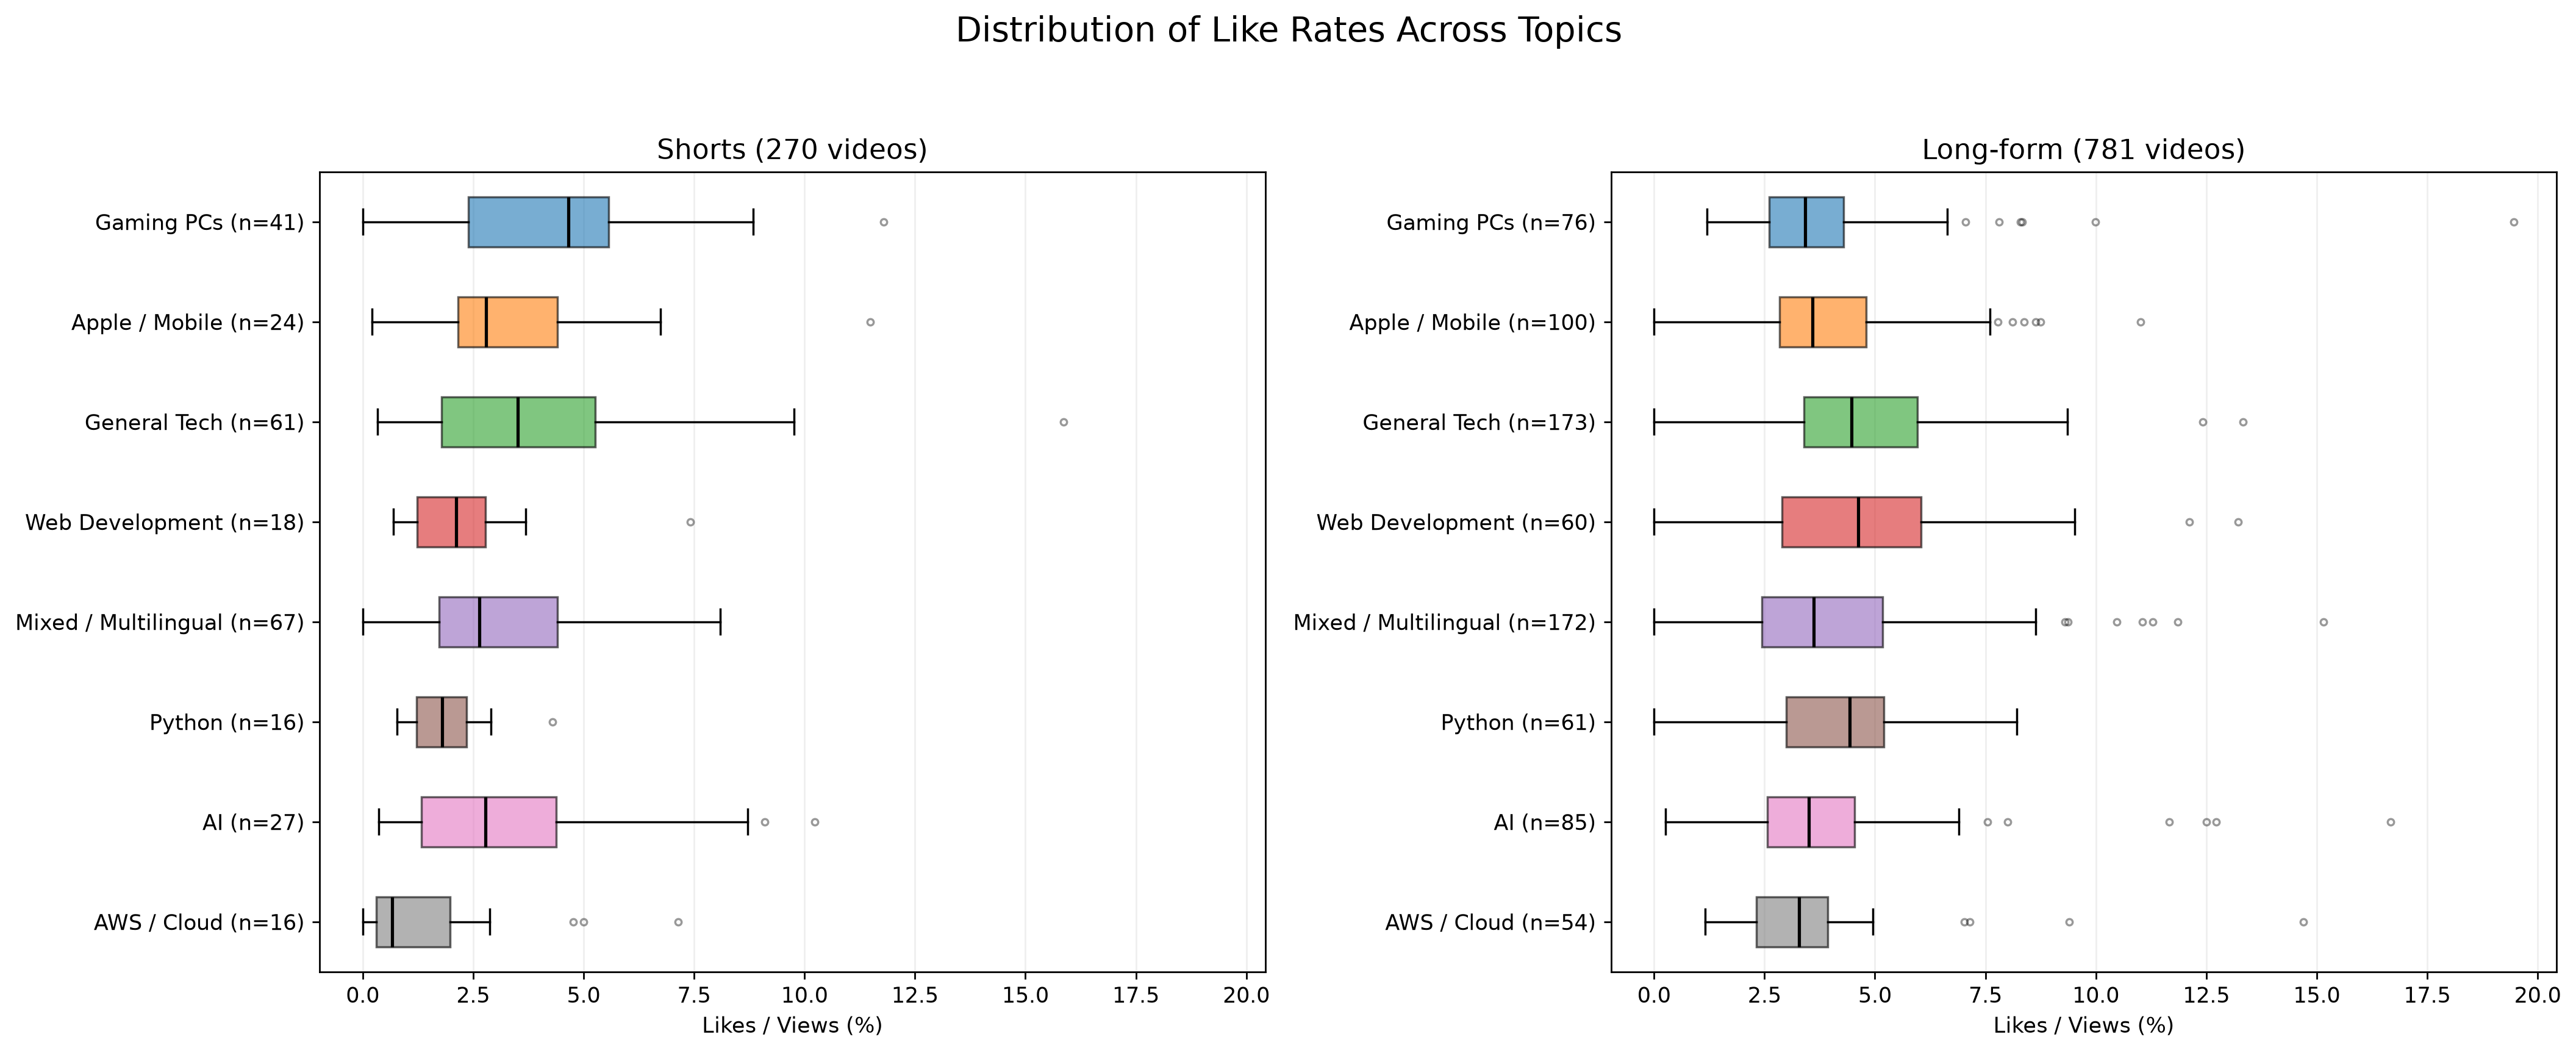 Distribution of Like Rates Across Topics
Shorts (270 videos)
Gaming PCs (n=41)
Apple / Mobile (n=24)
General Tech (n=61)
Web Development (n=18)
Mixed / Multilingual (n=67)
Python (n=16)
AI (n=27)
AWS / Cloud (n=16)
0.0 2.5 5.0 7.5 10.0 12.5 15.0 17.5 20.0
Likes / Views (%)
Long-form (781 videos)
Gaming PCs (n=76)
Apple / Mobile (n=100)
General Tech (n=173)
Web Development (n=60)
Mixed / Multilingual (n=172)
Python (n=61)
AI (n=85)
AWS / Cloud (n=54)
0.0 2.5 5.0 7.5 10.0 12.5 15.0 17.5 20.0
Likes / Views (%)